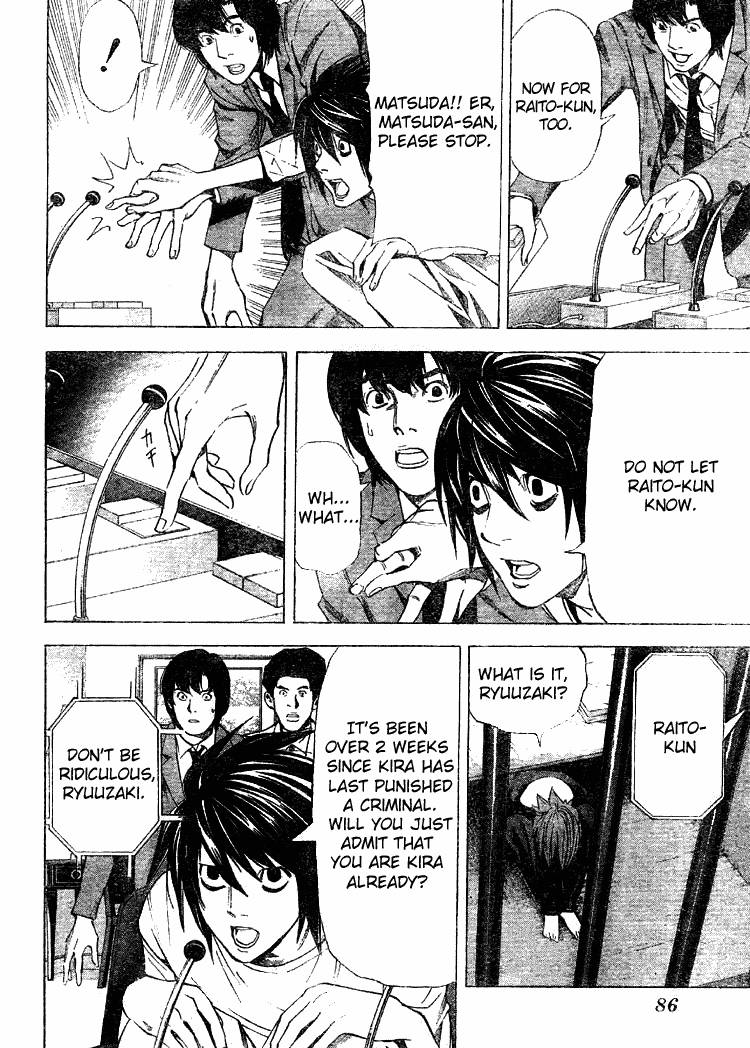 NOW FOR
RAITO-KUN,
TOO.
MATSUDA!! ER,
MATSUDA-SAN,
PLEASE STOP.
!
DO NOT LET
RAITO-KUN
KNOW.
WH...
WHAT...
カチ
RAITO-
KUN
WHAT IS IT,
RYUUZAKI?
IT'S BEEN
OVER 2 WEEKS
SINCE KIRA HAS
LAST PUNISHED
A CRIMINAL.
WILL YOU JUST
ADMIT THAT
YOU ARE KIRA
ALREADY?
DON'T BE
RIDICULOUS,
RYUUZAKI.
86